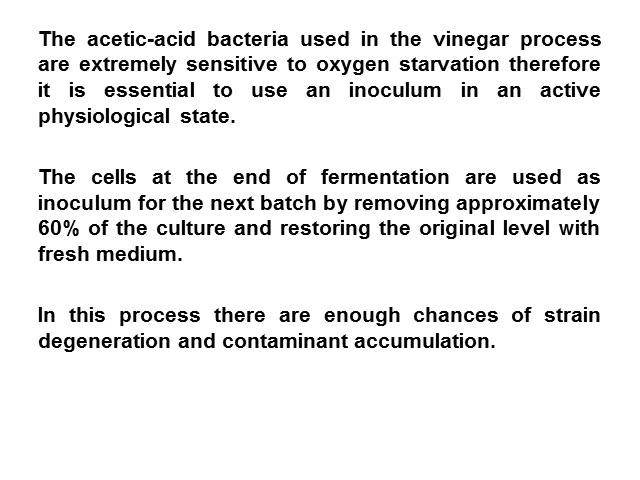 The acetic-acid bacteria used in the vinegar process
are extremely sensitive to oxygen starvation therefore
it is essential to use an inoculum in an active
physiological state.
The cells at the end of fermentation are used as
inoculum for the next batch by removing approximately
60% of the culture and restoring the original level with
fresh medium.
In this process there are enough chances of strain
degeneration and contaminant accumulation.